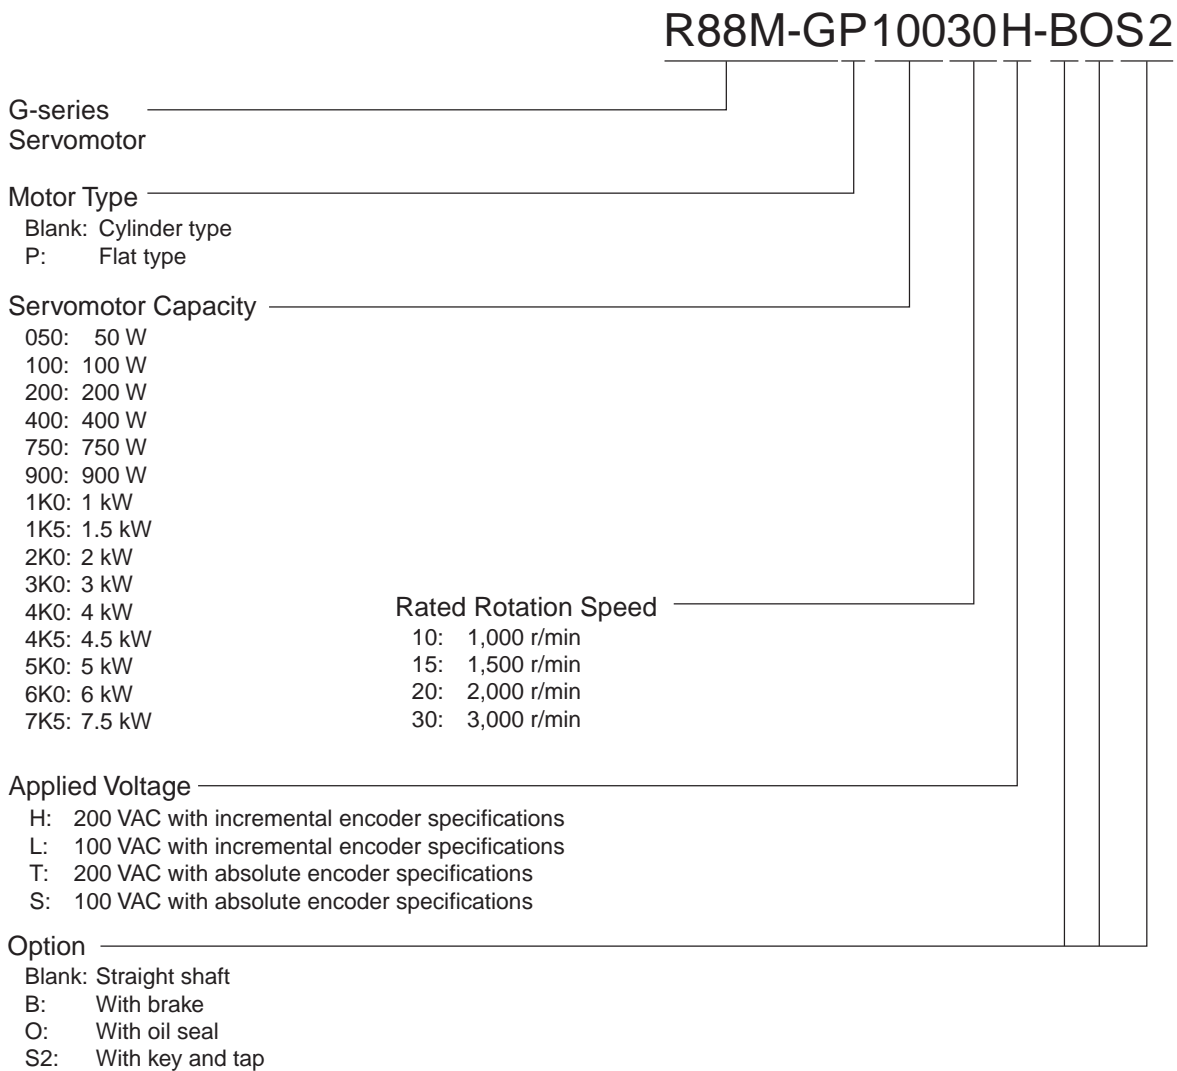 R88M-GP10030H-BOS2
G-series
Servomotor
Motor Type
Blank: Cylinder type
P: Flat type
Servomotor Capacity
050: 50 W
100: 100 W
200: 200 W
400: 400 W
750: 750 W
900: 900 W
1K0: 1 kW
1K5: 1.5 kW
2K0: 2 kW
3K0: 3 kW
4K0: 4 kW
4K5: 4.5 kW
5K0: 5 kW
6K0: 6 kW
7K5: 7.5 kW
Rated Rotation Speed
10: 1,000 r/min
15: 1,500 r/min
20: 2,000 r/min
30: 3,000 r/min
Applied Voltage
H: 200 VAC with incremental encoder specifications
L: 100 VAC with incremental encoder specifications
T: 200 VAC with absolute encoder specifications
S: 100 VAC with absolute encoder specifications
Option
Blank: Straight shaft
B: With brake
O: With oil seal
S2: With key and tap